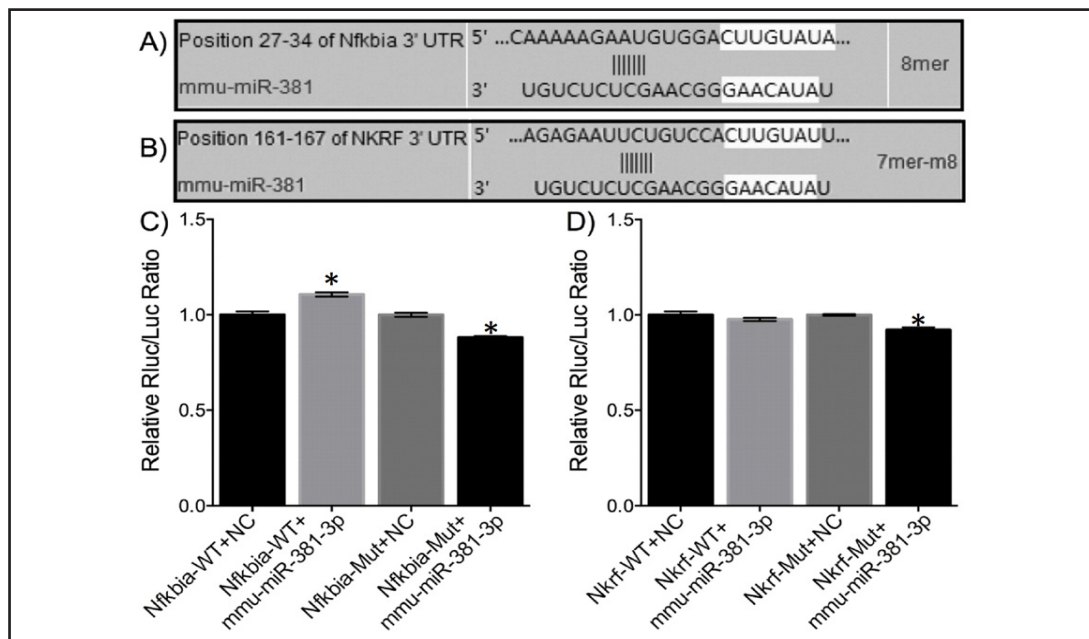 A)
Position 27-34 of Nfkbia 3' UTR 5' ...CAAAAAGAAUGUGGACUUGUAUA...
mmu-miR-381 3' UGUCUCUCGAACGGGAACAUAU
8mer
B)
Position 161-167 of NKRF 3' UTR 5' ...AGAGAAUUCUGUCCACUUGUAUU...
mmu-miR-381 3' UGUCUCUCGAACGGGAACAUAU
7mer-m8
C)
Relative Rluc/Luc Ratio
1.5
1.0
0.5
0.0
*
*
Nfkbia-WT+NC
Nfkbia-WT+
mmu-miR-381-3p
Nfkbia-Mut+NC
Nfkbia-Mut+
mmu-miR-381-3p
D)
Relative Rluc/Luc Ratio
1.5
1.0
0.5
0.0
*
Nkrf-WT+NC
Nkrf-WT+
mmu-miR-381-3p
Nkrf-Mut+NC
Nkrf-Mut+
mmu-miR-381-3p